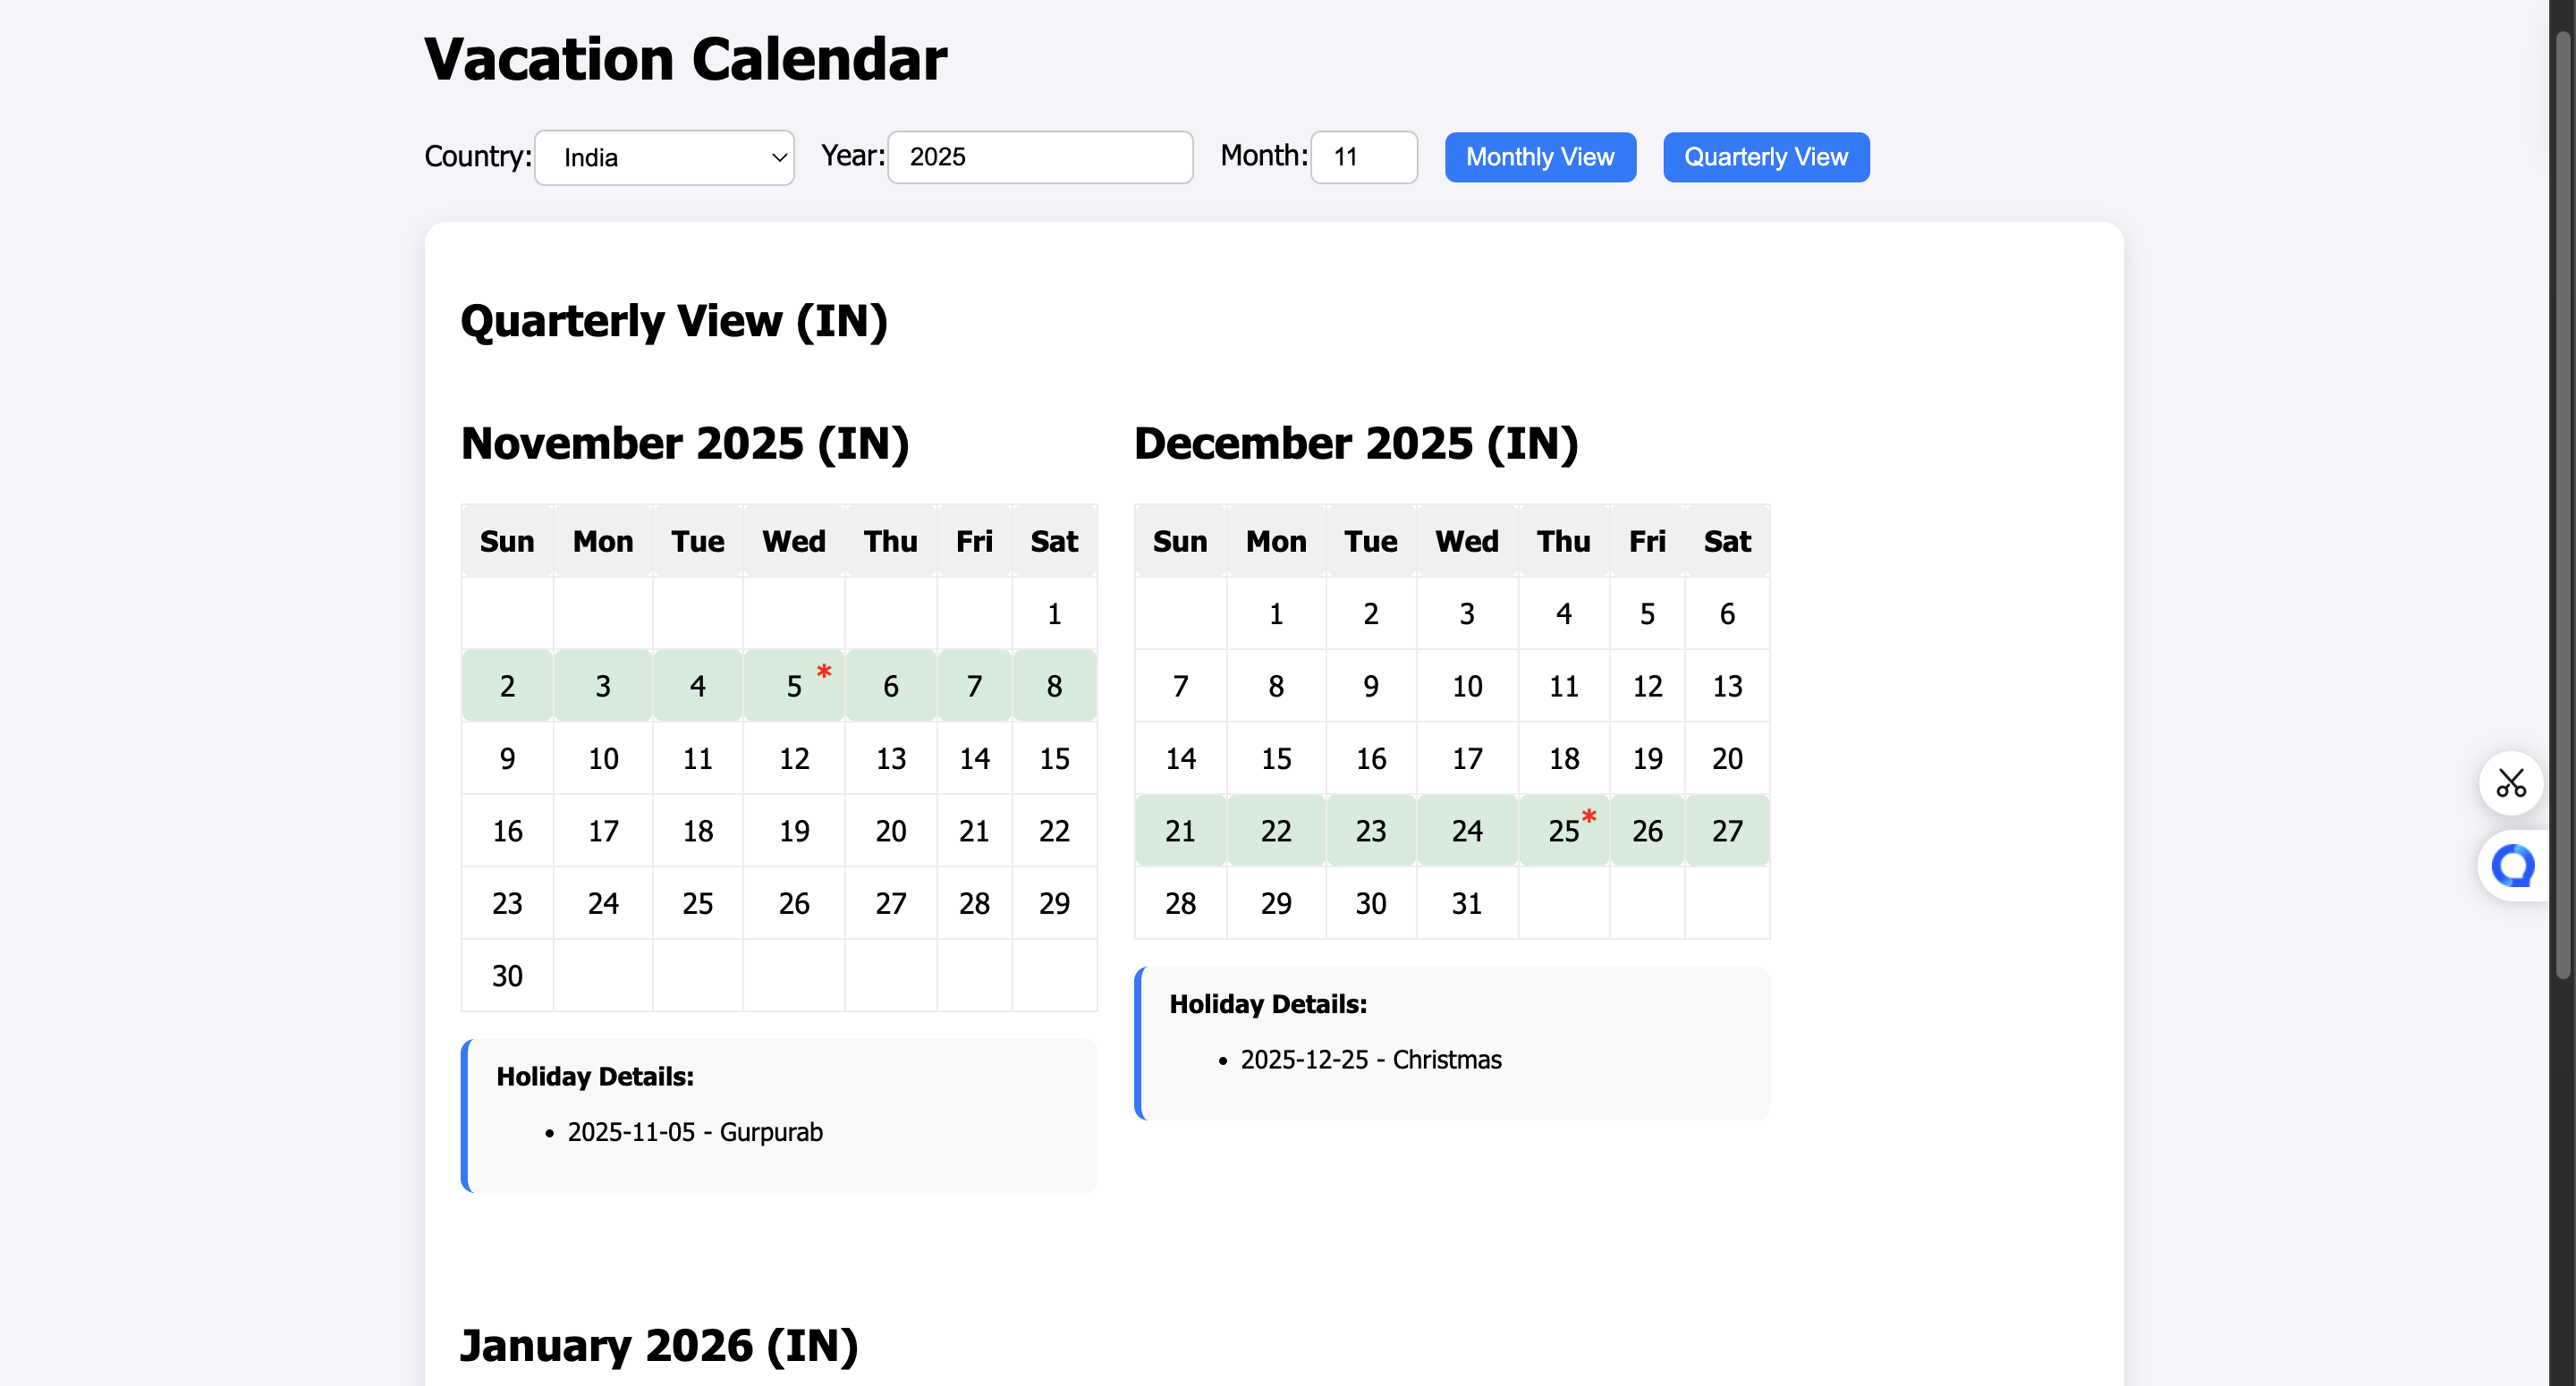 Vacation Calendar
Country: India Year: 2025 Month: 11 Monthly View Quarterly View
Quarterly View (IN)
November 2025 (IN)
Sun Mon Tue Wed Thu Fri Sat
1
2 3 4 5 * 6 7 8
9 10 11 12 13 14 15
16 17 18 19 20 21 22
23 24 25 26 27 28 29
30
Holiday Details:
• 2025-11-05 - Gurpurab
December 2025 (IN)
Sun Mon Tue Wed Thu Fri Sat
1 2 3 4 5 6
7 8 9 10 11 12 13
14 15 16 17 18 19 20
21 22 23 24 25* 26 27
28 29 30 31
Holiday Details:
• 2025-12-25 - Christmas
January 2026 (IN)